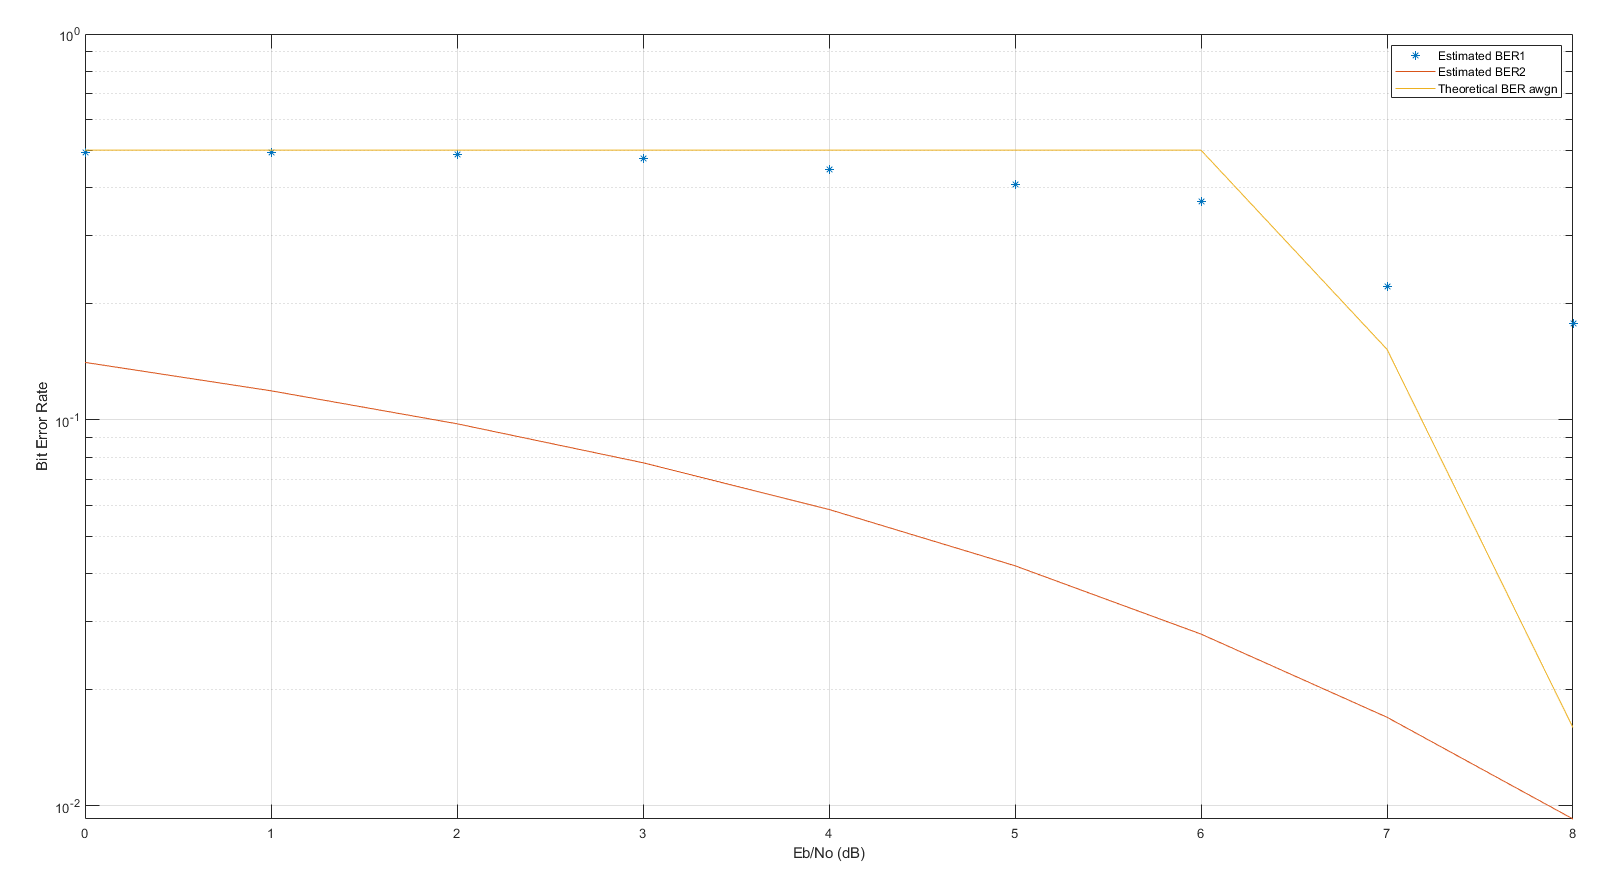 10^0
Estimated BER1
Estimated BER2
Theoretical BER awgn
Bit Error Rate
10^-1
10^-2
0 1 2 3 4 5 6 7 8
Eb/No (dB)